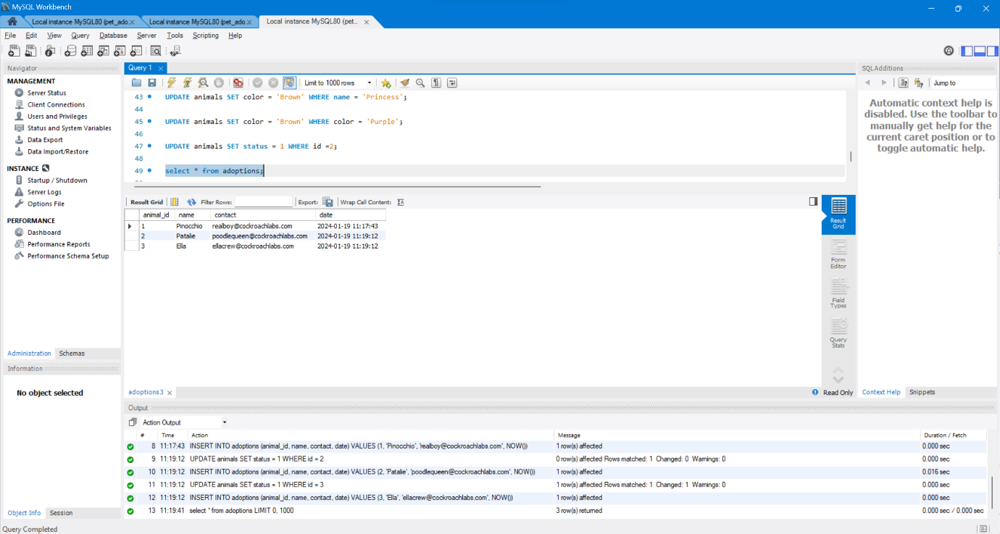 MySQL Workbench
Local instance MySQL80 (pet_ado.x Local instance MySQL80 (pet_ado.x Local instance MySQL80 (pet_.. x
File Edit View Query Database Server Tools Scripting Help
Navigator
MANAGEMENT
Server Status
Client Connections
Users and Privileges
Status and System Variables
Data Export
Data Import/Restore
INSTANCE
Startup / Shutdown
Server Logs
Options File
PERFORMANCE
Dashboard
Performance Reports
Performance Schema Setup
Administration Schemas
Information
No object selected
Object Info Session
Query 1 x
Limit to 1000 rows
43 UPDATE animals SET color = 'Brown' WHERE name = 'Princess';
44
45 UPDATE animals SET color = 'Brown' WHERE color = 'Purple';
46
47 UPDATE animals SET status = 1 WHERE id =2;
48
49 select * from adoptions;
Result Grid Filter Rows: Export: Wrap Cell Content:
animal_id name contact date
1 Pinocchio realboy@cockroachlabs.com 2024-01-19 11:17:43
2 Patalie poodlequeen@cockroachlabs.com 2024-01-19 11:19:12
3 Ella ellacrew@cockroachlabs.com 2024-01-19 11:19:12
Result
Grid
Form
Editor
Field
Types
Query
Stats
adoptions 3 x
Read Only
SQLAdditions
Jump to
Automatic context help is
disabled. Use the toolbar to
manually get help for the
current caret position or to
toggle automatic help.
Context Help Snippets
Output
Action Output
# Time Action Message Duration / Fetch
8 11:17:43 INSERT INTO adoptions (animal_id, name, contact, date) VALUES (1, 'Pinocchio', 'realboy@cockroachlabs.com', NOW()) 1 row(s) affected 0.000 sec
9 11:19:12 UPDATE animals SET status = 1 WHERE id = 2 0 row(s) affected Rows matched: 1 Changed: 0 Warnings: 0 0.000 sec
10 11:19:12 INSERT INTO adoptions (animal_id, name, contact, date) VALUES (2, 'Patalie', 'poodlequeen@cockroachlabs.com', NOW()) 1 row(s) affected 0.016 sec
11 11:19:12 UPDATE animals SET status = 1 WHERE id = 3 1 row(s) affected Rows matched: 1 Changed: 1 Warnings: 0 0.000 sec
12 11:19:12 INSERT INTO adoptions (animal_id, name, contact, date) VALUES (3, 'Ella', 'ellacrew@cockroachlabs.com', NOW()) 1 row(s) affected 0.000 sec
13 11:19:41 select * from adoptions LIMIT 0, 1000 3 row(s) returned 0.000 sec / 0.000 sec
Query Completed